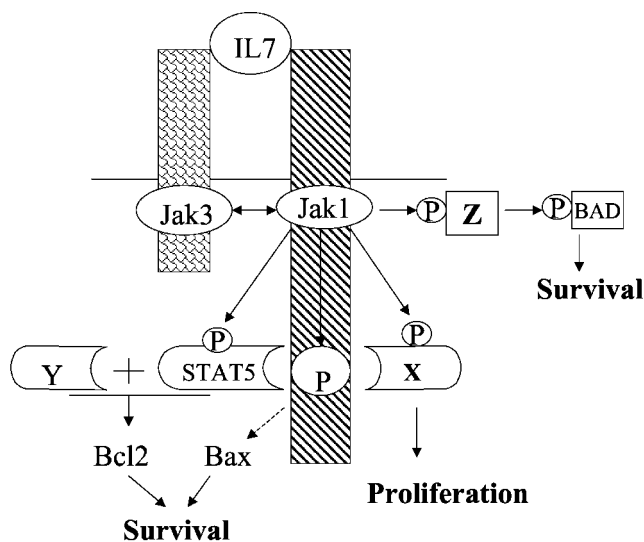 IL7
Jak3
Jak1
P
Z
P
BAD
Survival
P
P
Y
+
STAT5
P
X
Bcl2
Bax
Proliferation
Survival